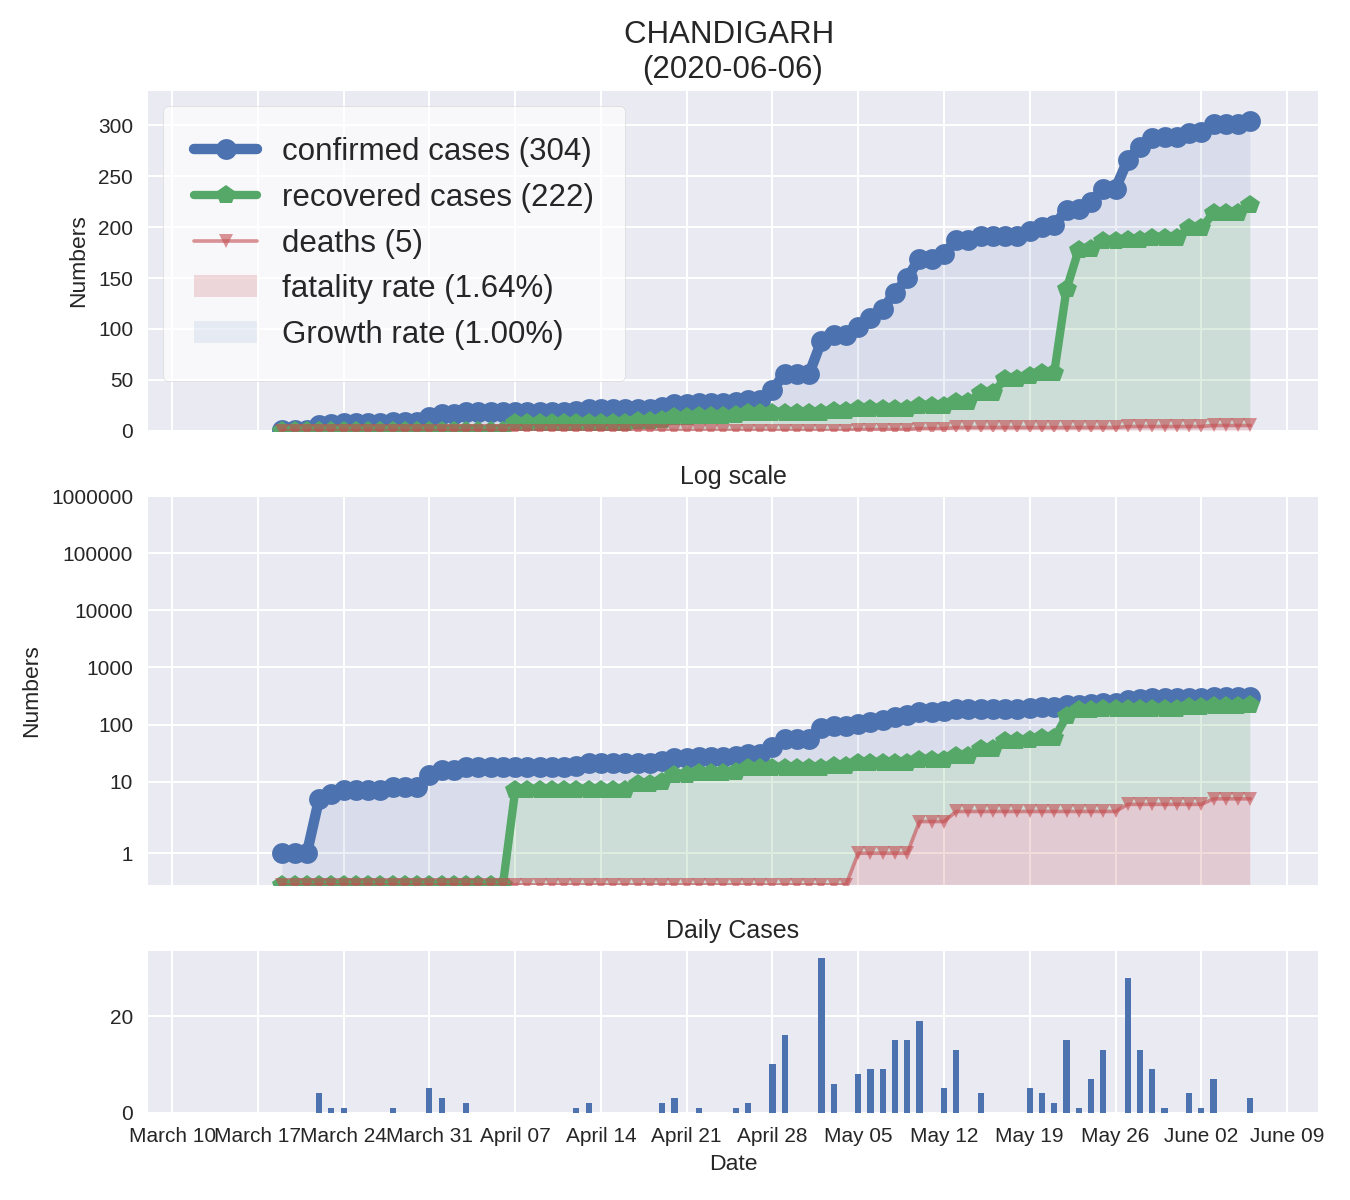 CHANDIGARH
(2020-06-06)
300
250
200
150
100
50
0
Numbers
confirmed cases (304)
recovered cases (222)
deaths (5)
fatality rate (1.64%)
Growth rate (1.00%)
Log scale
1000000
100000
10000
1000
100
10
1
Numbers
Daily Cases
20
0
March 10 March 17 March 24 March 31 April 07 April 14 April 21 April 28 May 05 May 12 May 19 May 26 June 02 June 09
Date